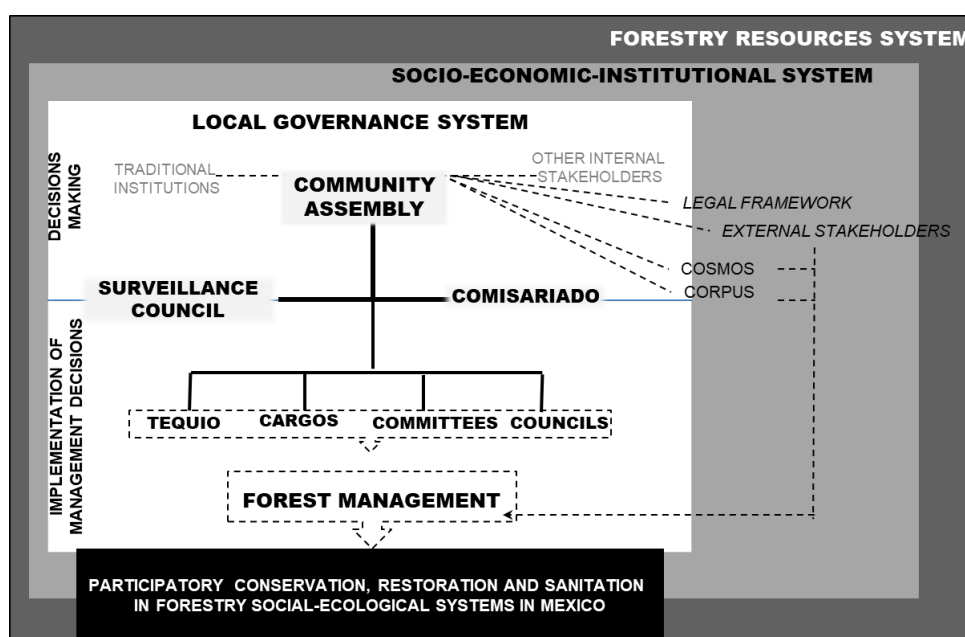 FORESTRY RESOURCES SYSTEM
SOCIO-ECONOMIC-INSTITUTIONAL SYSTEM
LOCAL GOVERNANCE SYSTEM
DECISIONS
MAKING
TRADITIONAL
INSTITUTIONS
OTHER INTERNAL
STAKEHOLDERS
COMMUNITY
ASSEMBLY
LEGAL FRAMEWORK
EXTERNAL STAKEHOLDERS
COSMOS
CORPUS
SURVEILLANCE
COUNCIL
COMISARIADO
IMPLEMENTATION OF
MANAGEMENT DECISIONS
TEQUIO
CARGOS
COMMITTEES
COUNCILS
FOREST MANAGEMENT
PARTICIPATORY CONSERVATION, RESTORATION AND SANITATION
IN FORESTRY SOCIAL-ECOLOGICAL SYSTEMS IN MEXICO